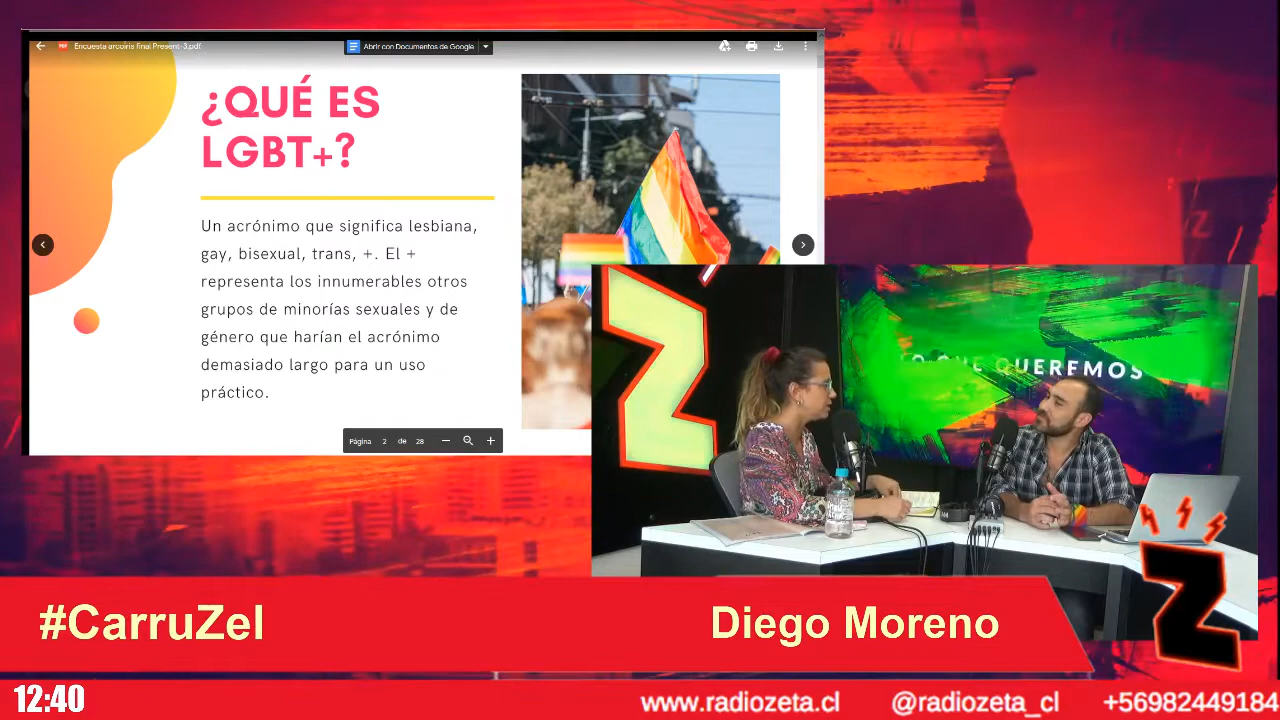 Encuesta arcoiris final Present-3.pdf
Abrir con Documentos de Google
¿QUÉ ES
LGBT+?
Un acrónimo que significa lesbiana,
gay, bisexual, trans, +. El +
representa los innumerables otros
grupos de minorías sexuales y de
género que harían el acrónimo
demasiado largo para un uso
práctico.
Página 2 de 28
Z
QUE QUEREMOS
Z
#CarruZel
Diego Moreno
12:40
www.radiozeta.cl
@radiozeta_cl
+56982449184